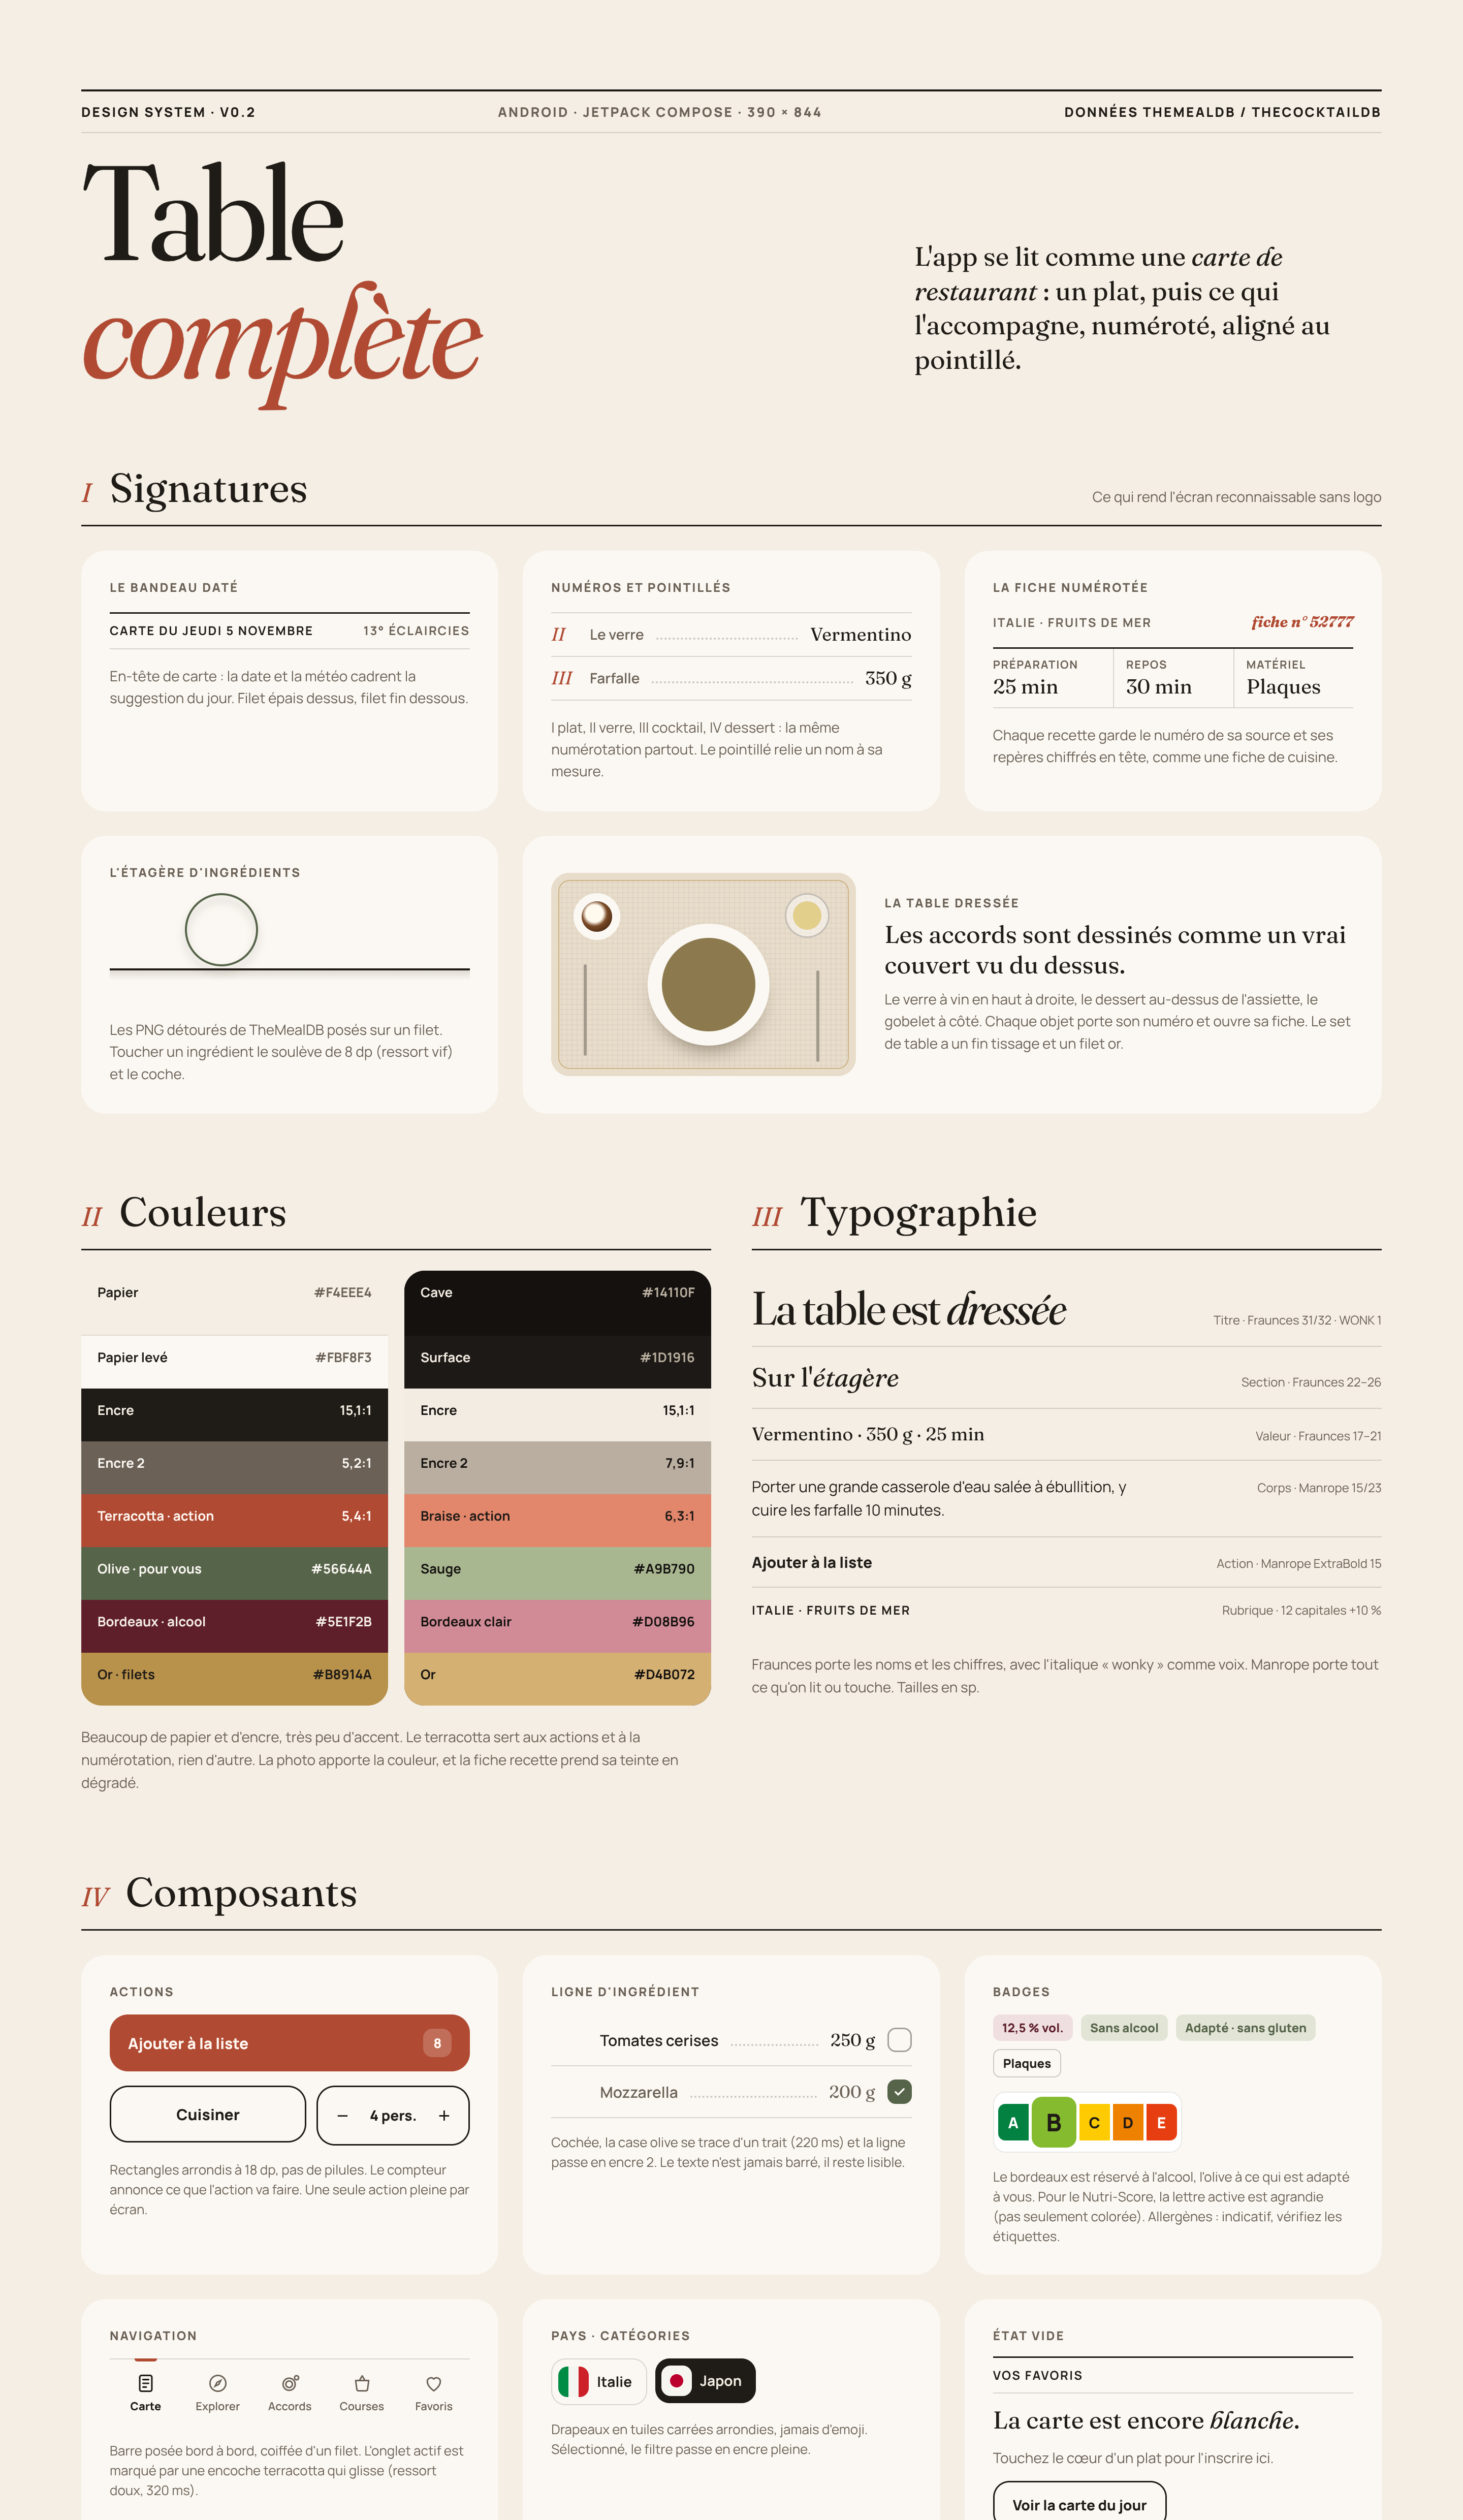 DESIGN SYSTEM · V0.2
ANDROID · JETPACK COMPOSE · 390 × 844
DONNÉES THEMEALDB / THECOCKTAILDB
Table
complète
L'app se lit comme une carte de
restaurant : un plat, puis ce qui
l'accompagne, numéroté, aligné au
pointillé.
I Signatures
Ce qui rend l'écran reconnaissable sans logo
LE BANDEAU DATÉ
CARTE DU JEUDI 5 NOVEMBRE 13° ÉCLAIRCIES
En-tête de carte : la date et la météo cadrent la
suggestion du jour. Filet épais dessus, filet fin dessous.
NUMÉROS ET POINTILLÉS
II Le verre Vermentino
III Farfalle 350 g
I plat, II verre, III cocktail, IV dessert : la même
numérotation partout. Le pointillé relie un nom à sa
mesure.
LA FICHE NUMÉROTÉE
ITALIE · FRUITS DE MER fiche n° 52777
PRÉPARATION REPOS MATÉRIEL
25 min 30 min Plaques
Chaque recette garde le numéro de sa source et ses
repères chiffrés en tête, comme une fiche de cuisine.
L'ÉTAGÈRE D'INGRÉDIENTS
Les PNG détourés de TheMealDB posés sur un filet.
Toucher un ingrédient le soulève de 8 dp (ressort vif)
et le coche.
LA TABLE DRESSÉE
Les accords sont dessinés comme un vrai
couvert vu du dessus.
Le verre à vin en haut à droite, le dessert au-dessus de l'assiette, le
gobelet à côté. Chaque objet porte son numéro et ouvre sa fiche. Le set
de table a un fin tissage et un filet or.
II Couleurs
Papier #F4EEE4
Papier levé #FBF8F3
Encre 15,1:1
Encre 2 5,2:1
Terracotta · action 5,4:1
Olive · pour vous #56644A
Bordeaux · alcool #5E1F2B
Or · filets #B8914A
Cave #14110F
Surface #1D1916
Encre 15,1:1
Encre 2 7,9:1
Braise · action 6,3:1
Sauge #A9B790
Bordeaux clair #D08B96
Or #D4B072
Beaucoup de papier et d'encre, très peu d'accent. Le terracotta sert aux actions et à la
numérotation, rien d'autre. La photo apporte la couleur, et la fiche recette prend sa teinte en
dégradé.
III Typographie
La table est dressée Titre · Fraunces 31/32 · WONK 1
Sur l'étagère Section · Fraunces 22–26
Vermentino · 350 g · 25 min Valeur · Fraunces 17–21
Porter une grande casserole d'eau salée à ébullition, y Corps · Manrope 15/23
cuire les farfalle 10 minutes.
Ajouter à la liste Action · Manrope ExtraBold 15
ITALIE · FRUITS DE MER Rubrique · 12 capitales +10 %
Fraunces porte les noms et les chiffres, avec l'italique « wonky » comme voix. Manrope porte tout
ce qu'on lit ou touche. Tailles en sp.
IV Composants
ACTIONS
Ajouter à la liste 8
Cuisiner − 4 pers. +
Rectangles arrondis à 18 dp, pas de pilules. Le compteur
annonce ce que l'action va faire. Une seule action pleine par
écran.
LIGNE D'INGRÉDIENT
Tomates cerises 250 g
Mozzarella 200 g
Cochée, la case olive se trace d'un trait (220 ms) et la ligne
passe en encre 2. Le texte n'est jamais barré, il reste lisible.
BADGES
12,5 % vol. Sans alcool Adapté · sans gluten
Plaques
A B C D E
Le bordeaux est réservé à l'alcool, l'olive à ce qui est adapté
à vous. Pour le Nutri-Score, la lettre active est agrandie
(pas seulement colorée). Allergènes : indicatif, vérifiez les
étiquettes.
NAVIGATION
Carte Explorer Accords Courses Favoris
Barre posée bord à bord, coiffée d'un filet. L'onglet actif est
marqué par une encoche terracotta qui glisse (ressort
doux, 320 ms).
PAYS · CATÉGORIES
Italie Japon
Drapeaux en tuiles carrées arrondies, jamais d'emoji.
Sélectionné, le filtre passe en encre pleine.
ÉTAT VIDE
VOS FAVORIS
La carte est encore blanche.
Touchez le cœur d'un plat pour l'inscrire ici.
Voir la carte du jour